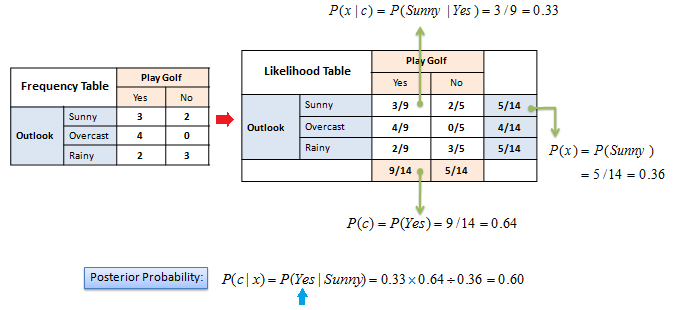 P(x | c) = P(Sunny | Yes) = 3 / 9 = 0.33
Frequency Table Play Golf
Yes No
Outlook Sunny 3 2
Overcast 4 0
Rainy 2 3
Likelihood Table Play Golf
Yes No
Outlook Sunny 3/9 2/5 5/14
Overcast 4/9 0/5 4/14
Rainy 2/9 3/5 5/14
9/14 5/14
P(x) = P(Sunny )
= 5 / 14 = 0.36
P(c) = P(Yes) = 9 / 14 = 0.64
Posterior Probability: P(c | x) = P(Yes | Sunny) = 0.33 × 0.64 ÷ 0.36 = 0.60